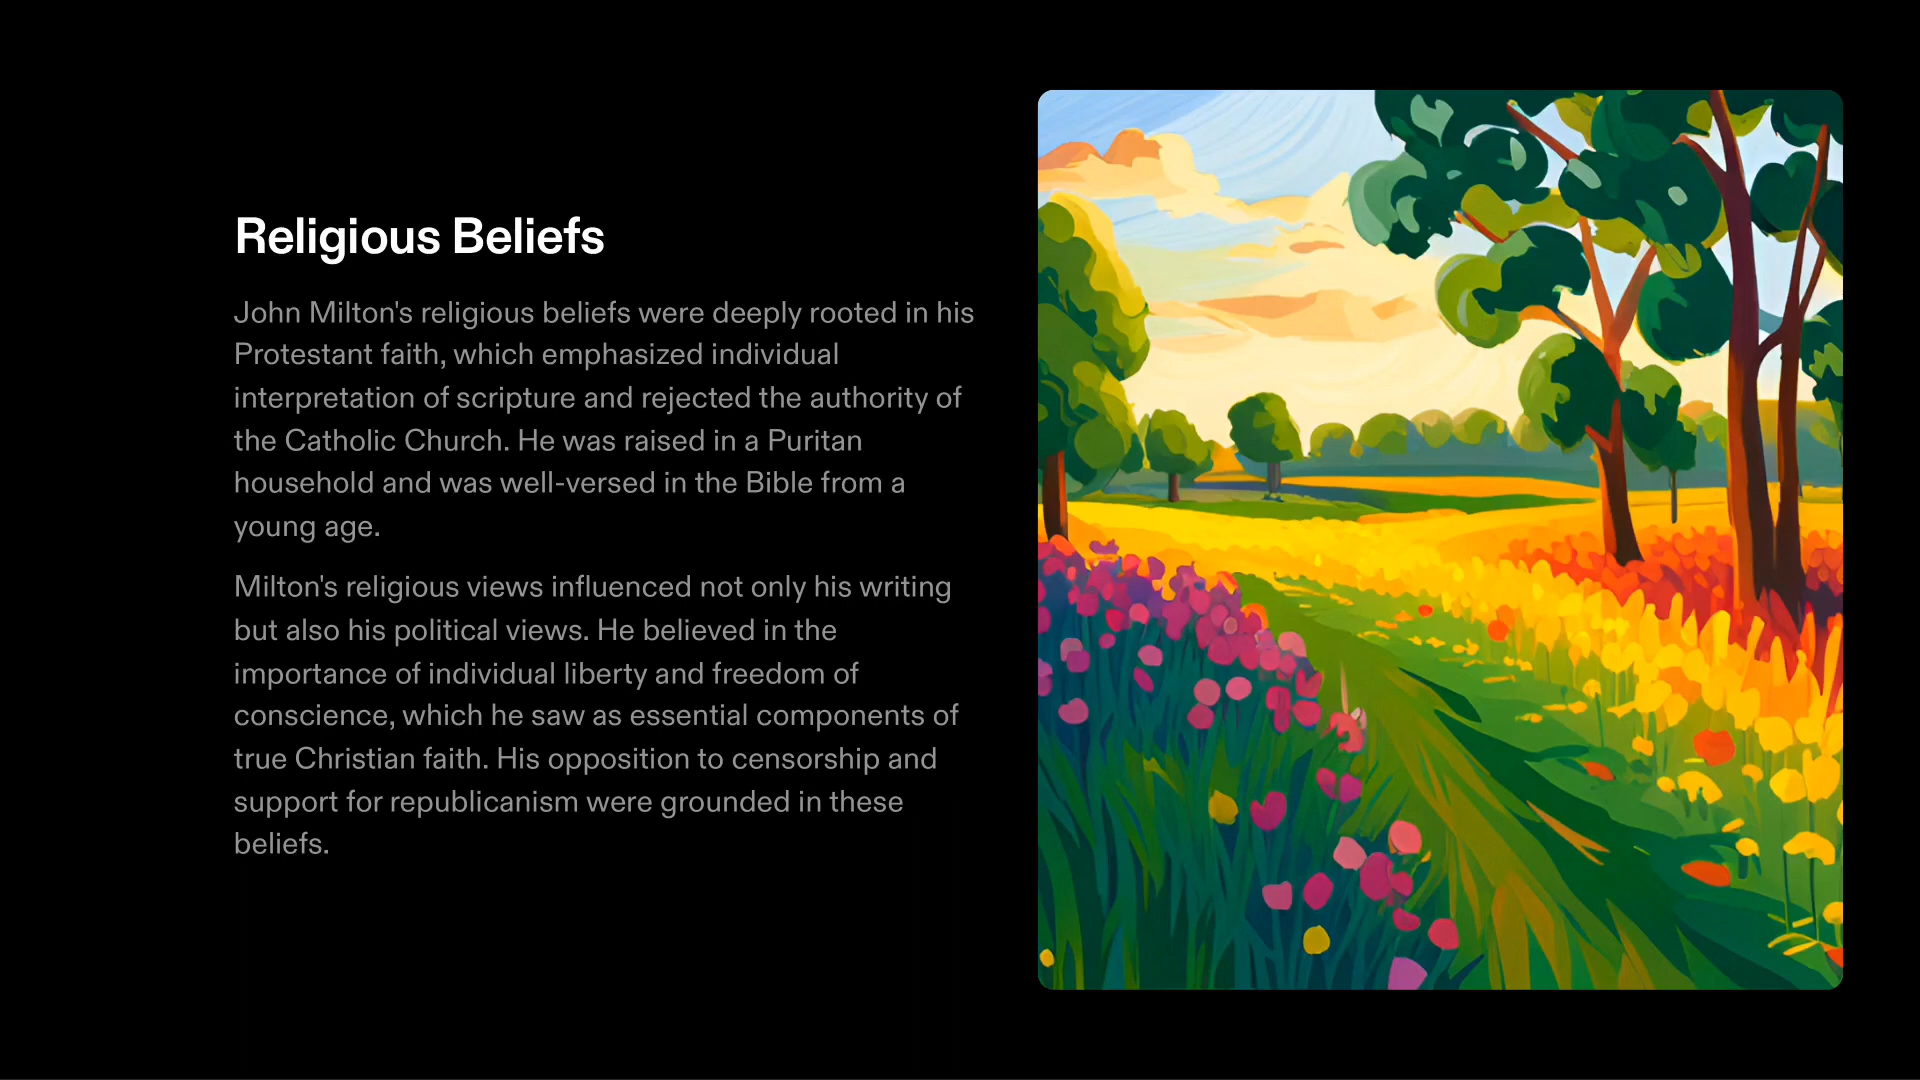 Religious Beliefs
John Milton's religious beliefs were deeply rooted in his
Protestant faith, which emphasized individual
interpretation of scripture and rejected the authority of
the Catholic Church. He was raised in a Puritan
household and was well-versed in the Bible from a
young age.
Milton's religious views influenced not only his writing
but also his political views. He believed in the
importance of individual liberty and freedom of
conscience, which he saw as essential components of
true Christian faith. His opposition to censorship and
support for republicanism were grounded in these
beliefs.